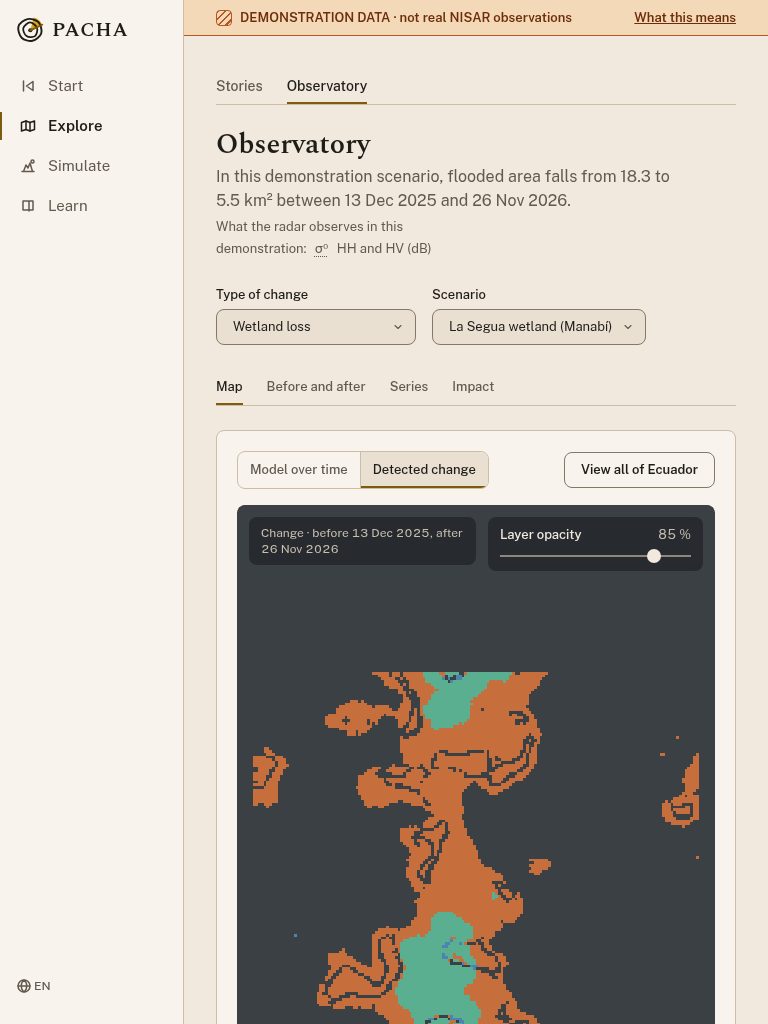 PACHA
Start
Explore
Simulate
Learn
EN
DEMONSTRATION DATA · not real NISAR observations
What this means
Stories
Observatory
Observatory
In this demonstration scenario, flooded area falls from 18.3 to
5.5 km² between 13 Dec 2025 and 26 Nov 2026.
What the radar observes in this
demonstration: σ⁰ HH and HV (dB)
Type of change
Scenario
Wetland loss
La Segua wetland (Manabí)
Map
Before and after
Series
Impact
Model over time
Detected change
View all of Ecuador
Change · before 13 Dec 2025, after
26 Nov 2026
Layer opacity
85 %